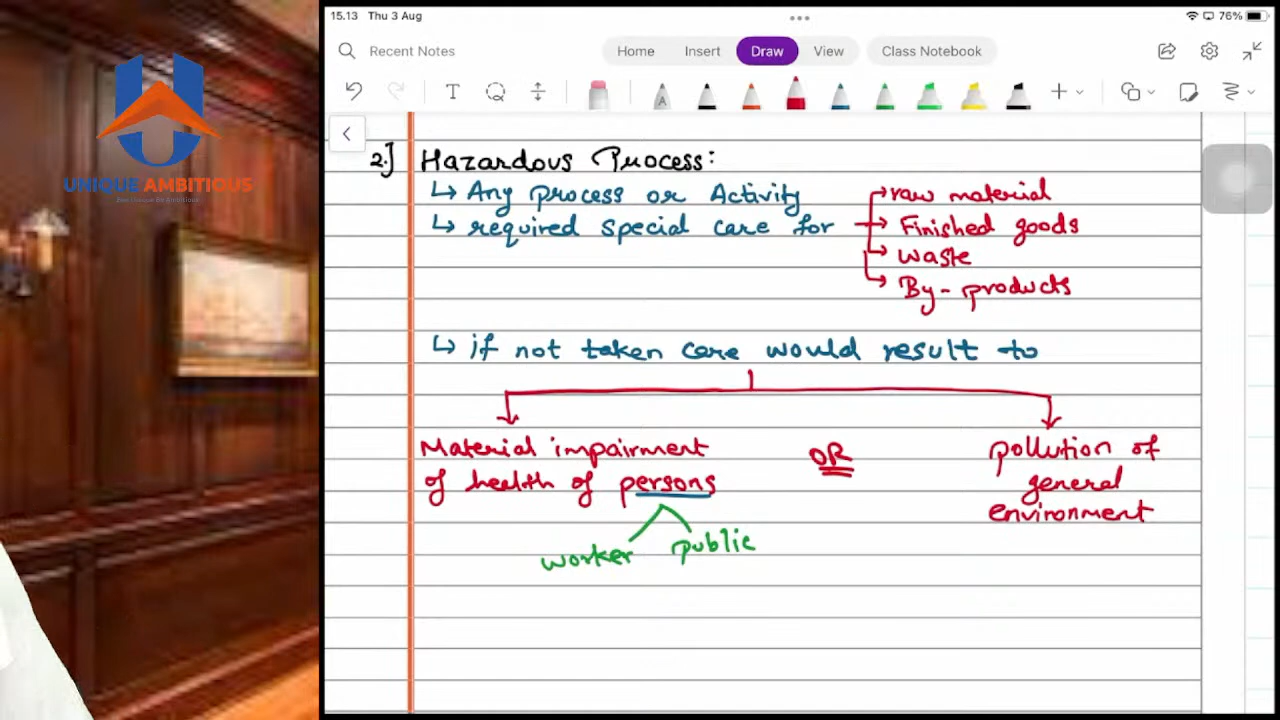 15.13 Thu 3 Aug
76%
Recent Notes
Home Insert Draw View Class Notebook
T
A
UNIQUE AMBITIOUS
2.] Hazardous Process:
↳ Any process or Activity
↳ required special care for
→ raw material
→ Finished goods
→ waste
→ By-products
↳ if not taken care would result to
Material impairment
of health of persons
OR
pollution of
general
environment
worker public